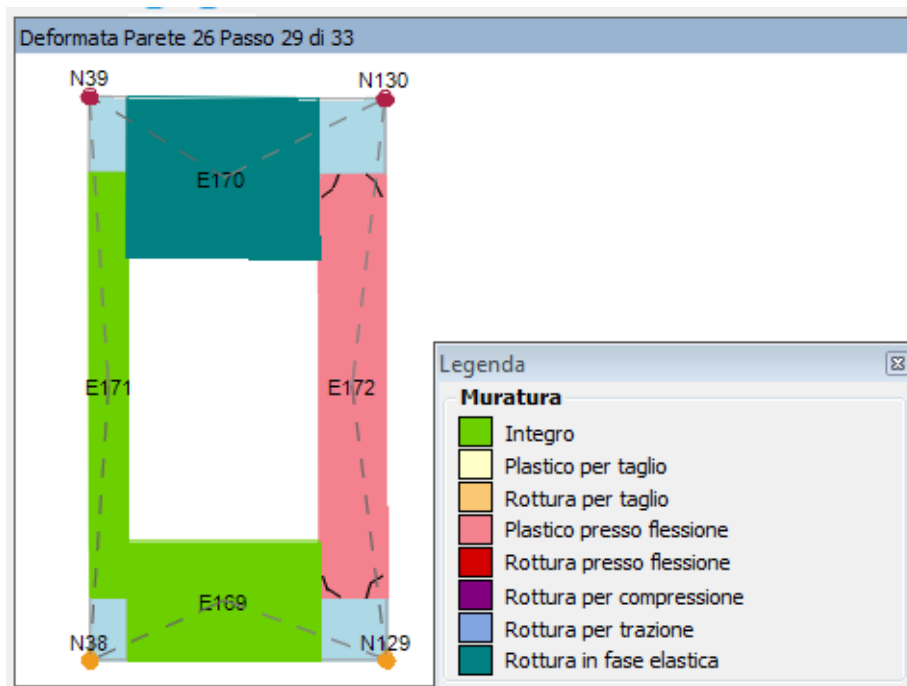 Deformata Parete 26 Passo 29 di 33
N39
N130
E170
E171
E172
E169
N38
N129
Legenda
Muratura
Integro
Plastico per taglio
Rottura per taglio
Plastico presso flessione
Rottura presso flessione
Rottura per compressione
Rottura per trazione
Rottura in fase elastica